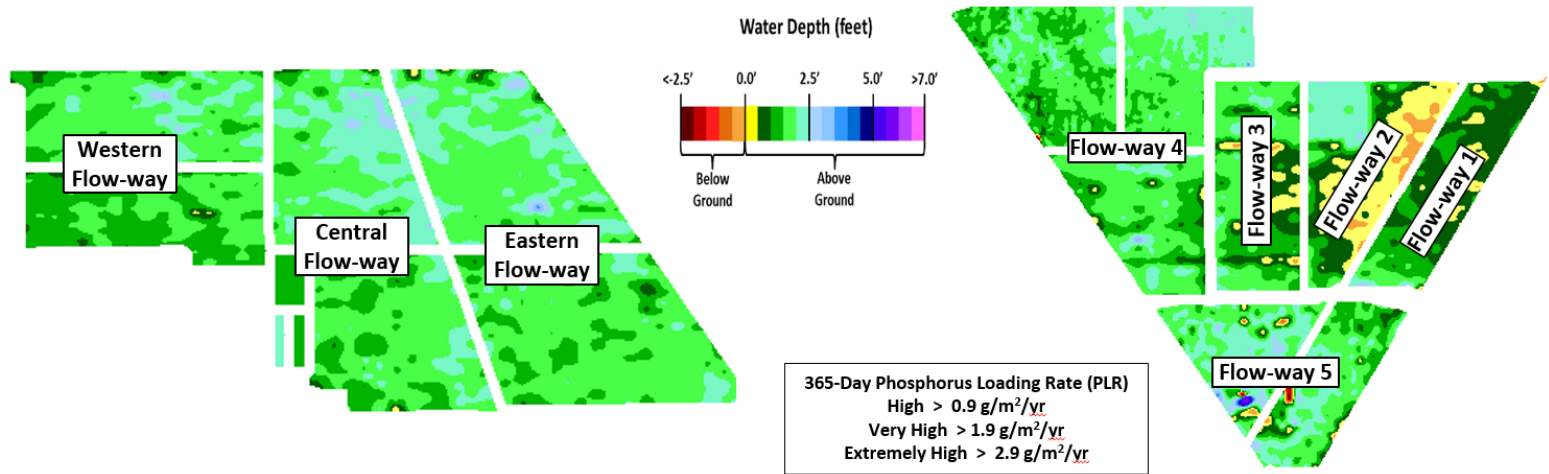 Water Depth (feet)
<-2.5' 0.0' 2.5' 5.0' >7.0'
Below
Ground
Above
Ground
Western
Flow-way
Central
Flow-way
Eastern
Flow-way
Flow-way 4
Flow-way 3
Flow-way 2
Flow-way 1
Flow-way 5
365-Day Phosphorus Loading Rate (PLR)
High > 0.9 g/m²/yr
Very High > 1.9 g/m²/yr
Extremely High > 2.9 g/m²/yr